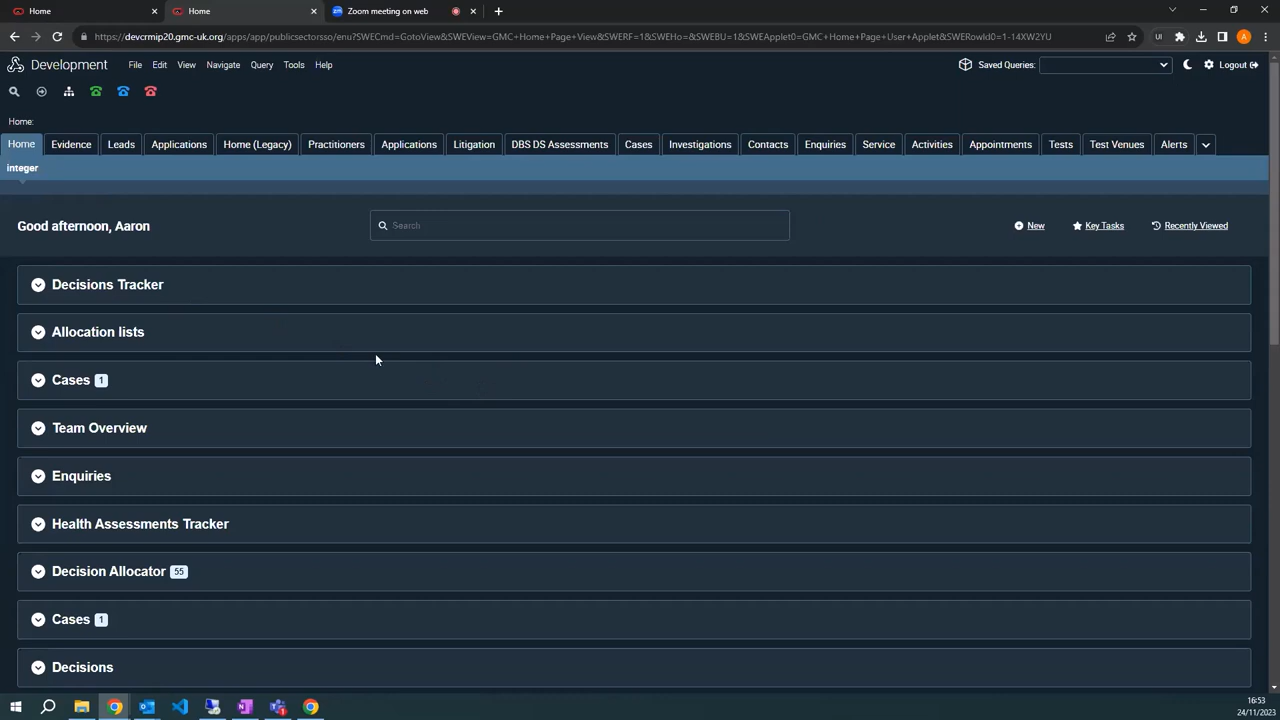 Home
Home
Zoom meeting on web
https://devcrmip20.gmc-uk.org/apps/app/publicsectorsso/enu?SWECmd=GotoView&SWEView=GMC+Home+Page+View&SWERF=1&SWEHo=&SWEBU=1&SWEApplet0=GMC+Home+Page+User+Applet&SWERowId0=1-14XW2YU
UI
A
Development
File Edit View Navigate Query Tools Help
Saved Queries:
Logout
Home:
Home Evidence Leads Applications Home (Legacy) Practitioners Applications Litigation DBS DS Assessments Cases Investigations Contacts Enquiries Service Activities Appointments Tests Test Venues Alerts
integer
Good afternoon, Aaron
Search
New Key Tasks Recently Viewed
Decisions Tracker
Allocation lists
Cases 1
Team Overview
Enquiries
Health Assessments Tracker
Decision Allocator 55
Cases 1
Decisions
16:53
24/11/2023